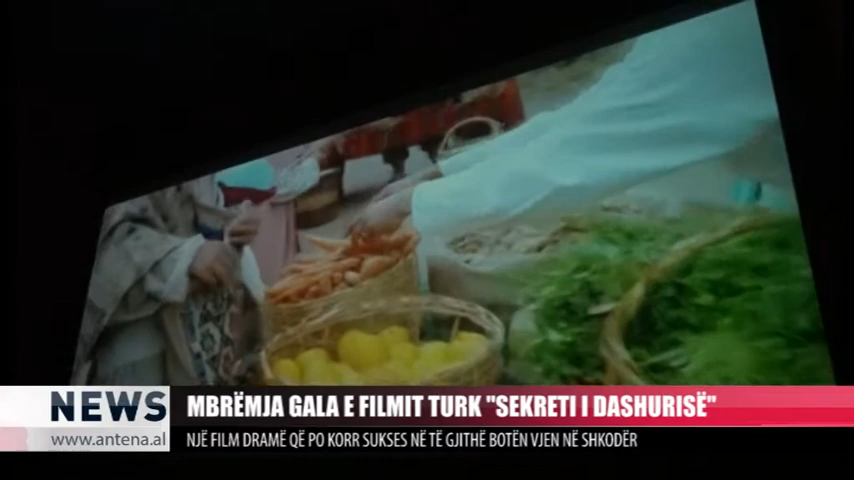 NEWS
www.antena.al
MBRËMJA GALA E FILMIT TURK "SEKRETI I DASHURISË"
NJË FILM DRAMË QË PO KORR SUKSES NË TË GJITHË BOTËN VJEN NË SHKODËR